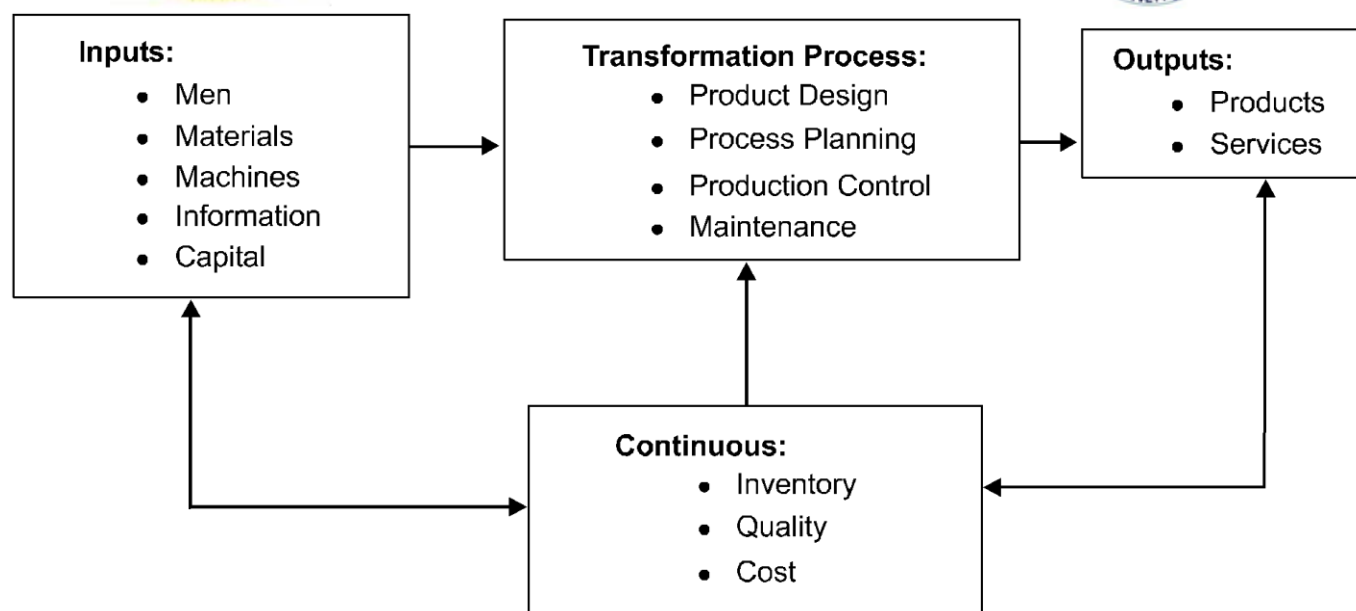 Inputs:
• Men
• Materials
• Machines
• Information
• Capital
Transformation Process:
• Product Design
• Process Planning
• Production Control
• Maintenance
Outputs:
• Products
• Services
Continuous:
• Inventory
• Quality
• Cost